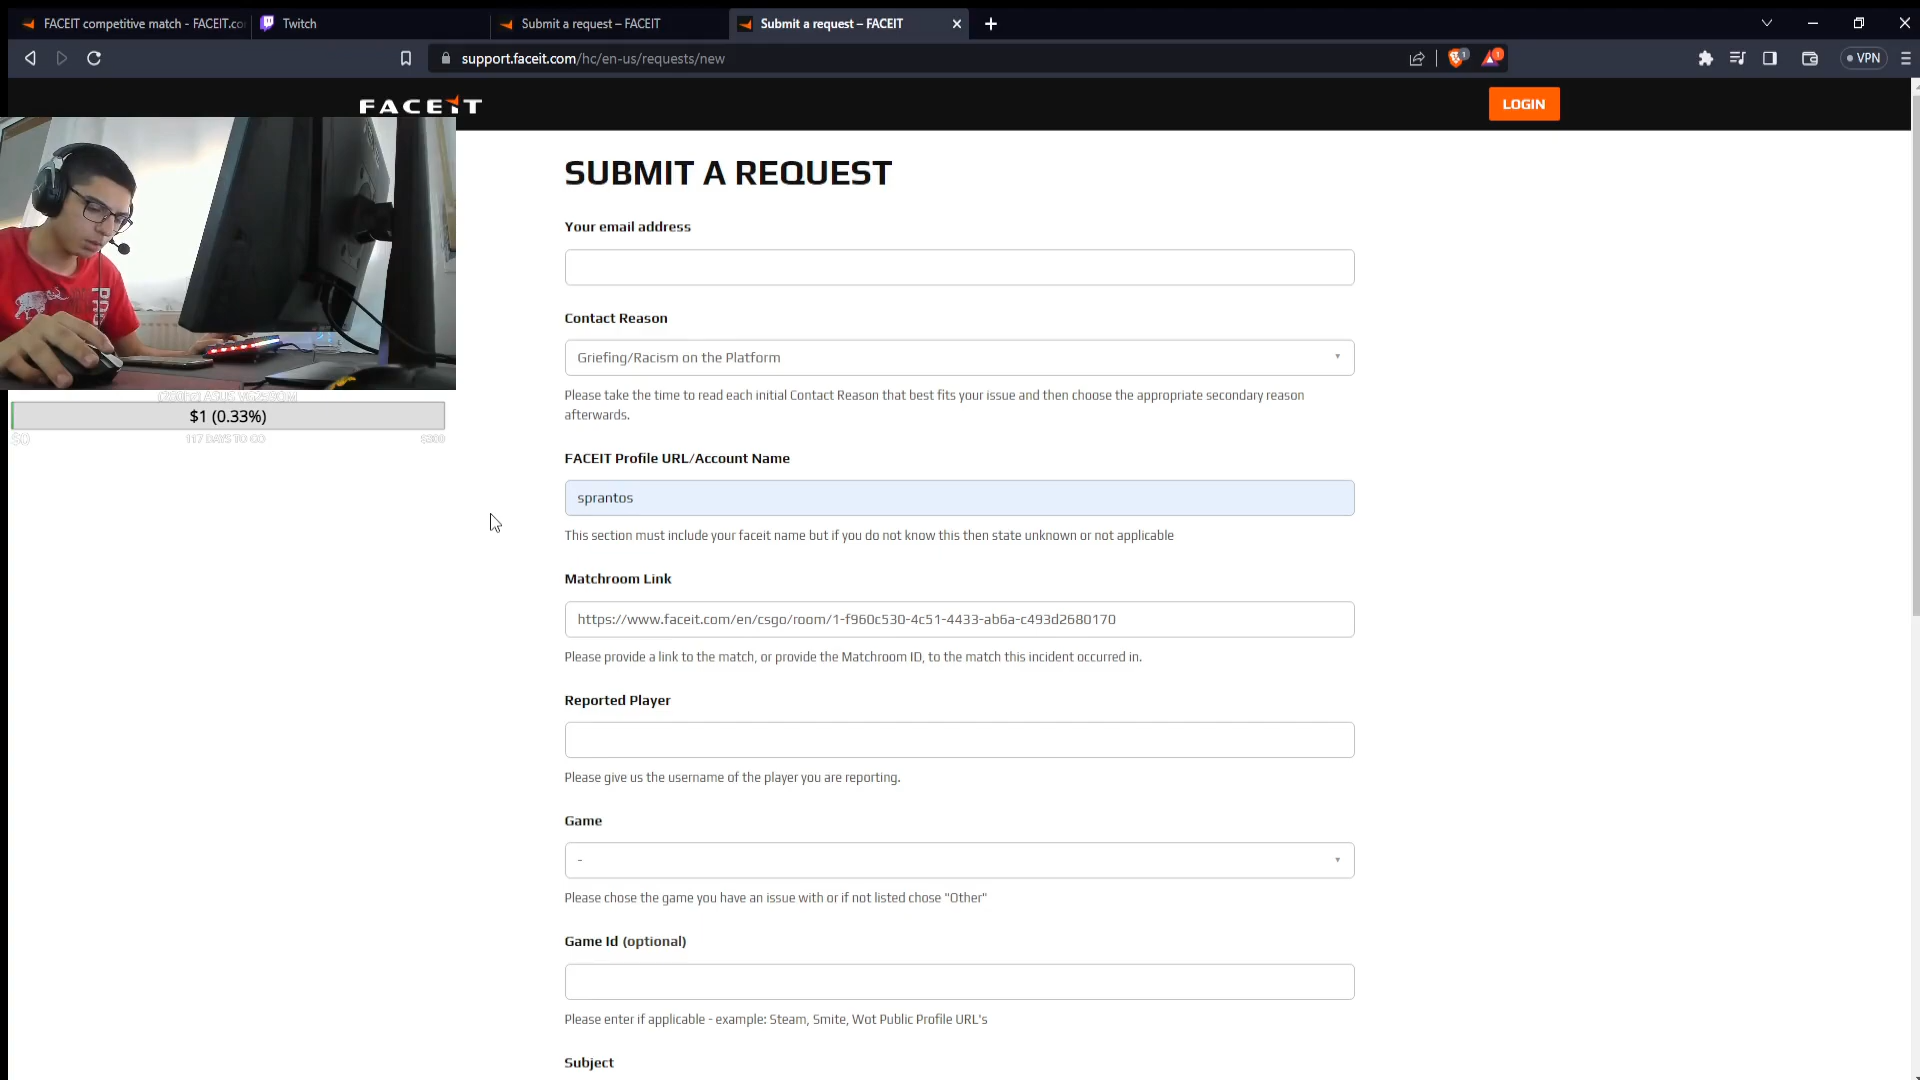 FACEIT competitive match - FACEIT.co
Twitch
Submit a request – FACEIT
Submit a request – FACEIT
support.faceit.com/hc/en-us/requests/new
VPN
FACEIT
LOGIN
SUBMIT A REQUEST
Your email address
Contact Reason
Griefing/Racism on the Platform
Please take the time to read each initial Contact Reason that best fits your issue and then choose the appropriate secondary reason
afterwards.
$1 (0.33%)
$0
117 DAYS TO GO
$300
FACEIT Profile URL/Account Name
sprantos
This section must include your faceit name but if you do not know this then state unknown or not applicable
Matchroom Link
https://www.faceit.com/en/csgo/room/1-f960c530-4c51-4433-ab6a-c493d2680170
Please provide a link to the match, or provide the Matchroom ID, to the match this incident occurred in.
Reported Player
Please give us the username of the player you are reporting.
Game
-
Please chose the game you have an issue with or if not listed chose "Other"
Game Id (optional)
Please enter if applicable - example: Steam, Smite, Wot Public Profile URL's
Subject